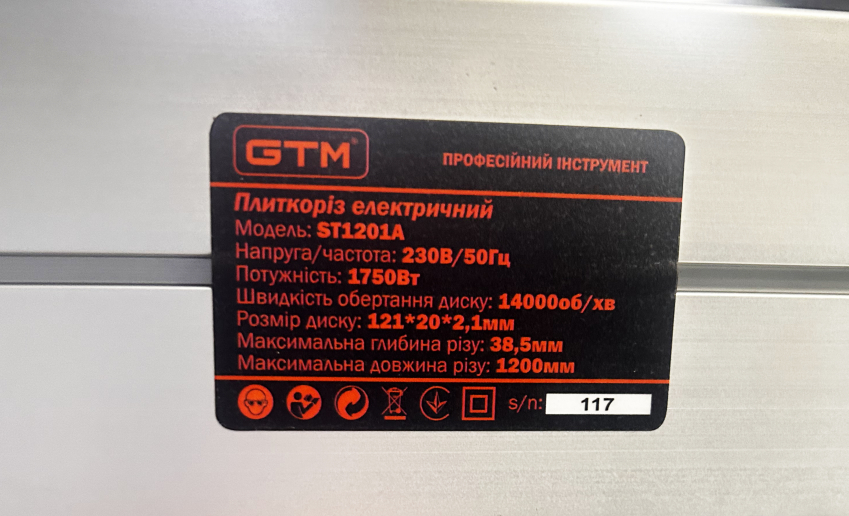 GTM®
ПРОФЕСІЙНИЙ ІНСТРУМЕНТ
Плиткоріз електричний
Модель: ST1201A
Напруга/частота: 230В/50Гц
Потужність: 1750Вт
Швидкість обертання диску: 14000об/хв
Розмір диску: 121*20*2,1мм
Максимальна глибина різу: 38,5мм
Максимальна довжина різу: 1200мм
s/n: 117